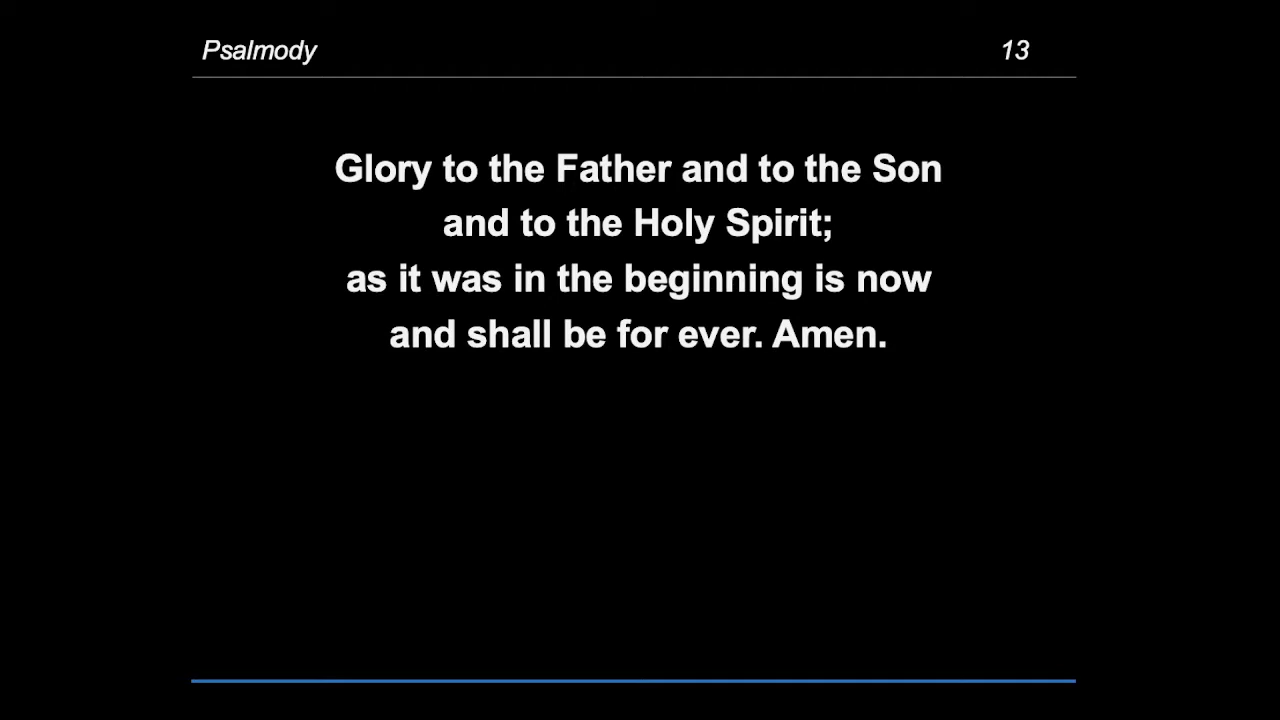 Psalmody 13
Glory to the Father and to the Son
and to the Holy Spirit;
as it was in the beginning is now
and shall be for ever. Amen.